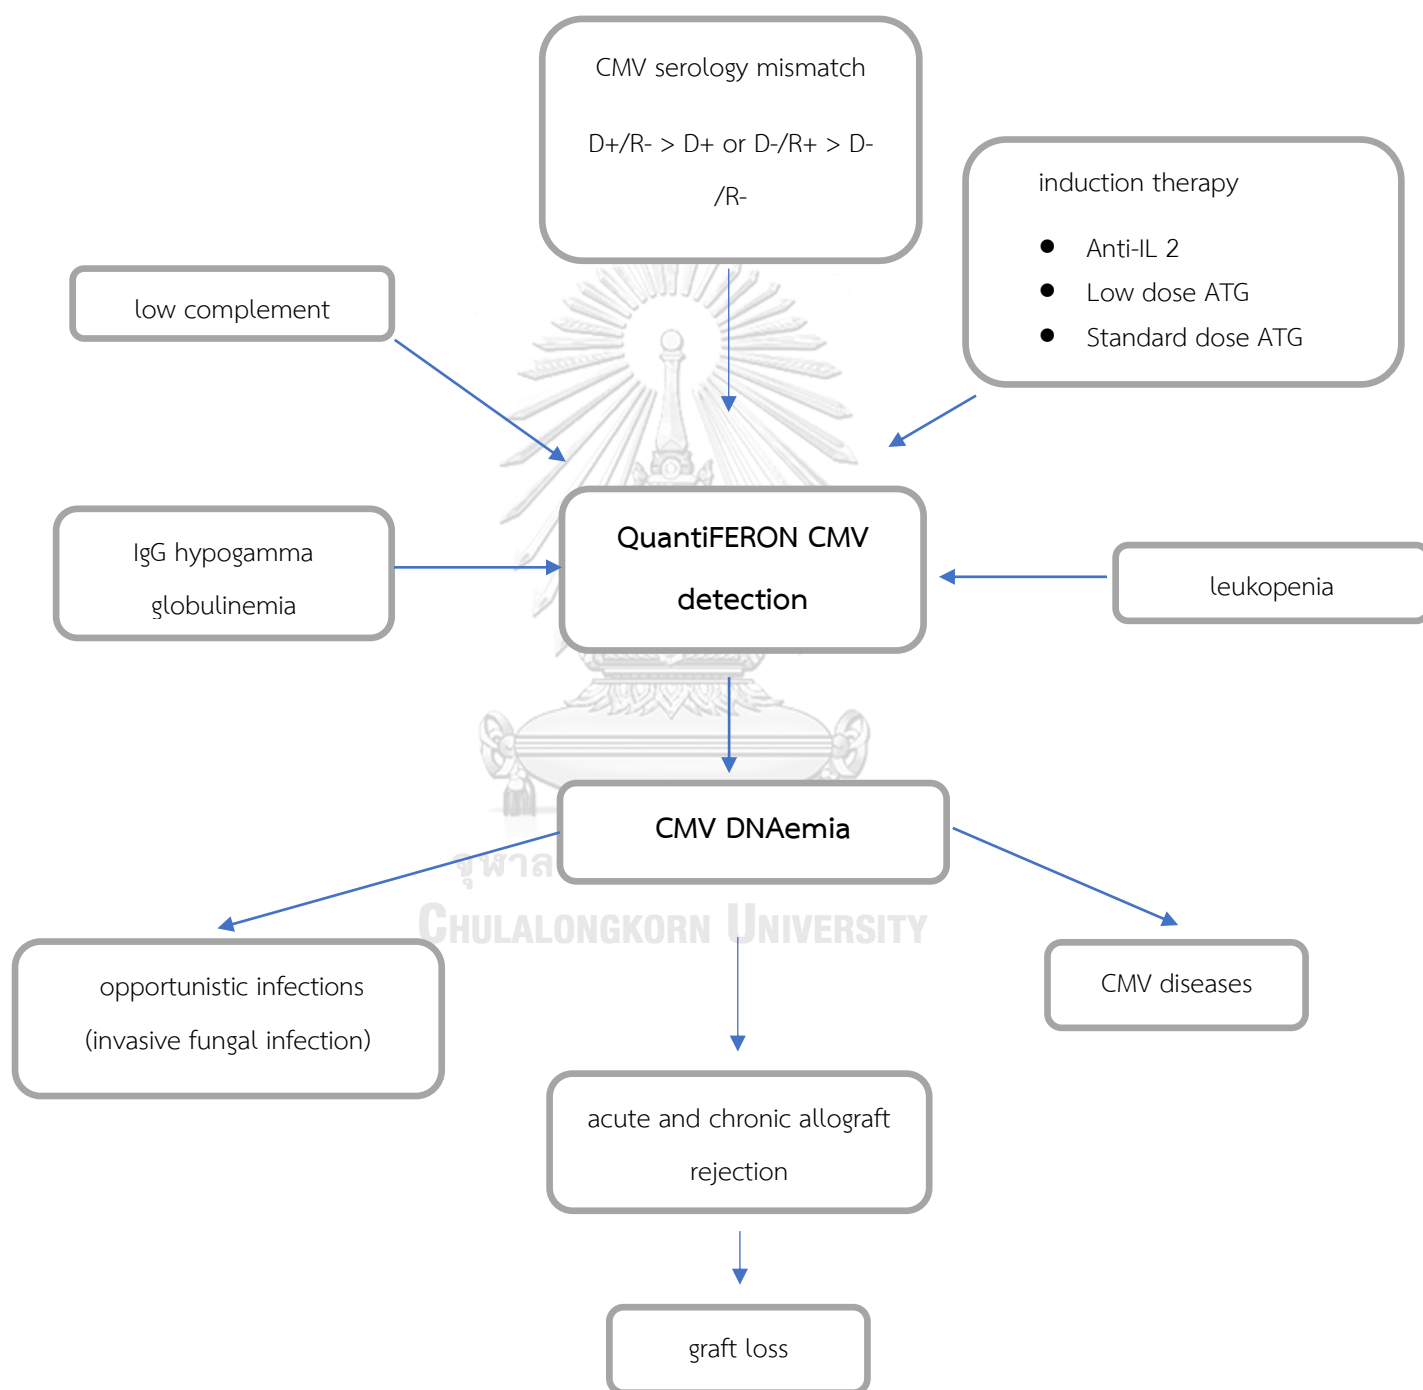 CMV serology mismatch
D+/R- > D+ or D-/R+ > D-
/R-
induction therapy
● Anti-IL 2
● Low dose ATG
● Standard dose ATG
low complement
IgG hypogamma
globulinemia
QuantiFERON CMV
detection
leukopenia
CMV DNAemia
CHULALONGKORN UNIVERSITY
opportunistic infections
(invasive fungal infection)
CMV diseases
acute and chronic allograft
rejection
graft loss